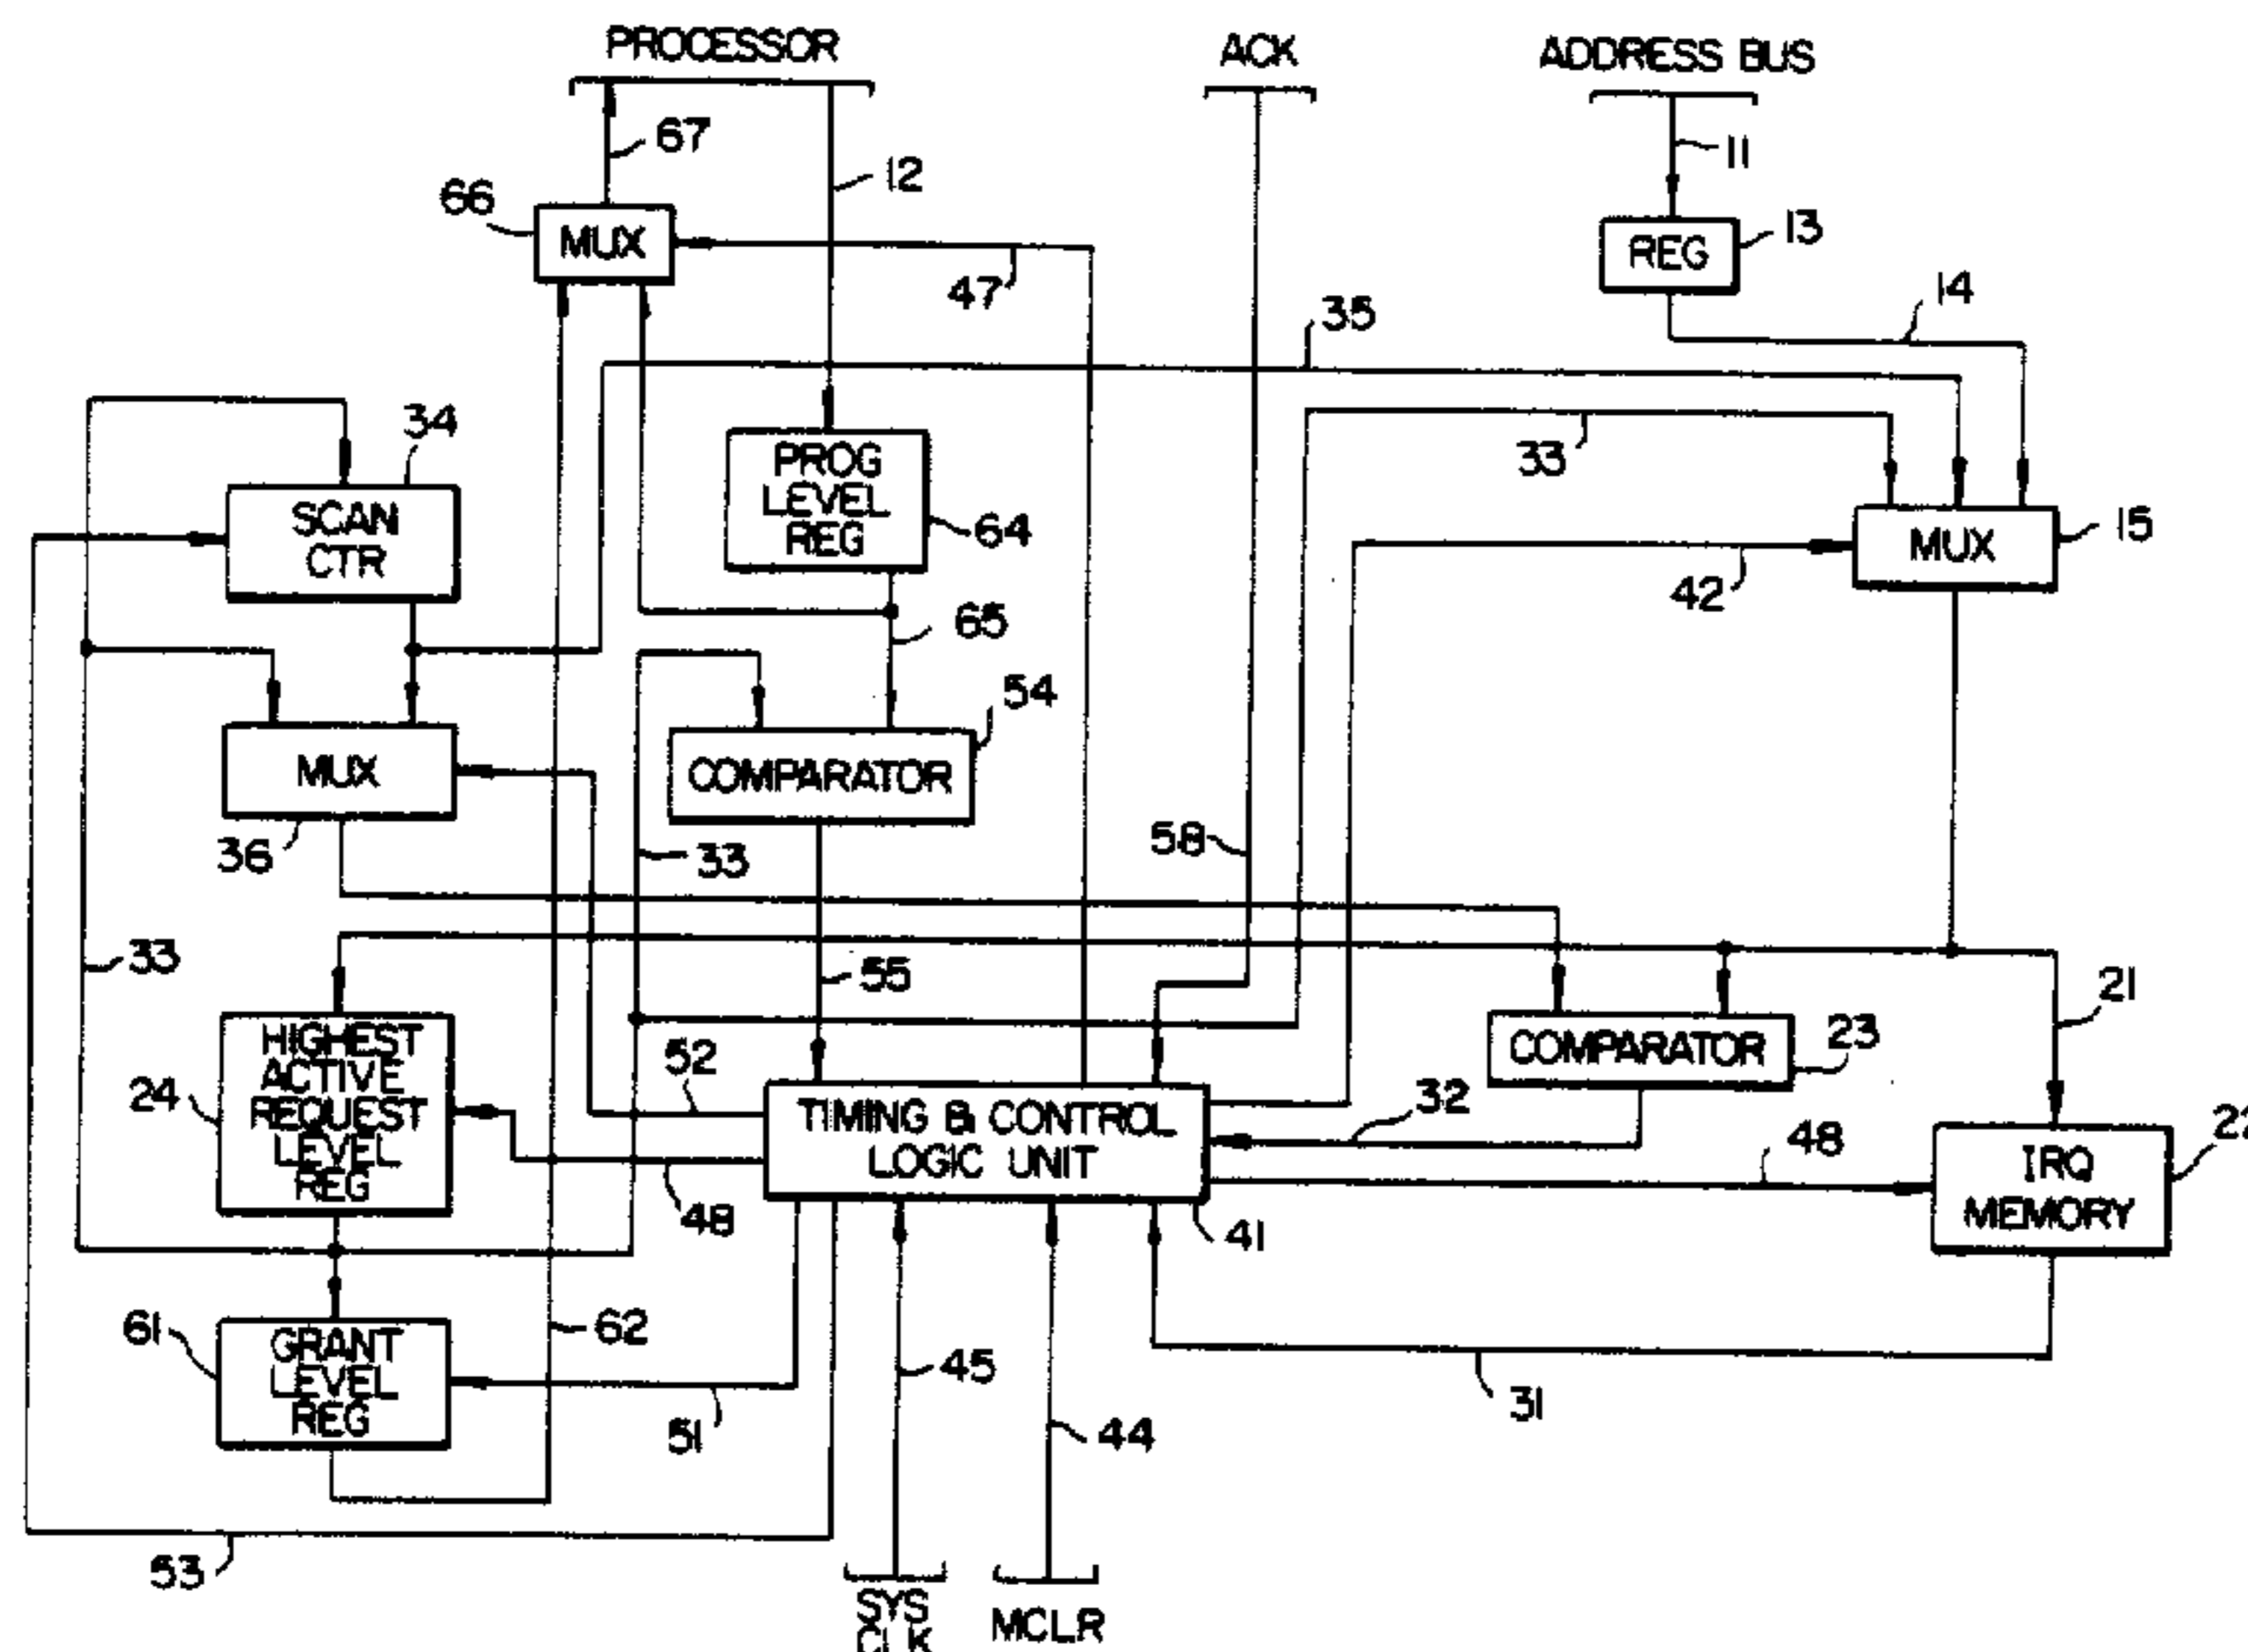 PROCESSOR
ACK
ADDRESS BUS
67
12
11
66
MUX
REG
13
47
35
14
34
SCAN
CTR
PROG
LEVEL
REG
64
33
MUX
15
42
65
54
MUX
COMPARATOR
36
33
58
33
55
21
HIGHEST
ACTIVE
REQUEST
LEVEL
REG
24
52
COMPARATOR
23
TIMING & CONTROL
LOGIC UNIT
32
48
IRQ
MEMORY
22
48
41
61
GRANT
LEVEL
REG
62
51
45
44
31
53
SYS
CLK
MCLR